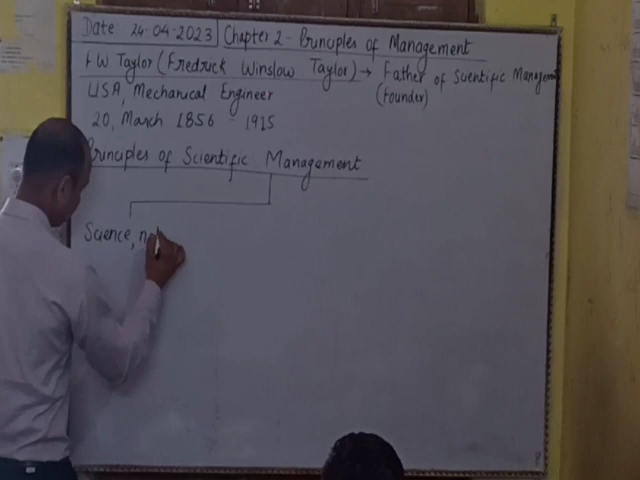 Date 24-04-2023 Chapter 2 - Principles of Management
F.W. Taylor (Fredrick Winslow Taylor) → Father of Scientific Managem
(founder)
USA, Mechanical Engineer
20, March 1856 - 1915
Principles of Scientific Management
Science, n